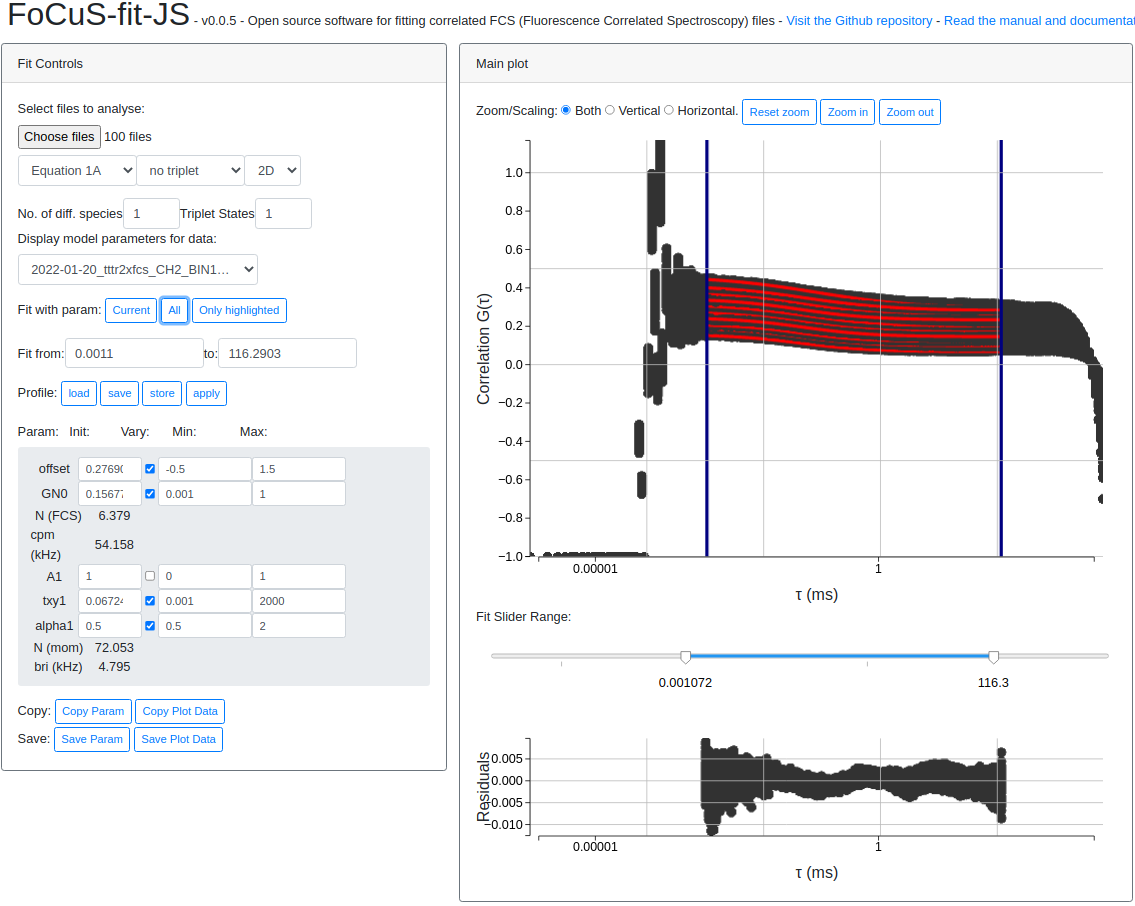 FoCuS-fit-JS - v0.0.5 - Open source software for fitting correlated FCS (Fluorescence Correlated Spectroscopy) files - Visit the Github repository - Read the manual and documenta
Fit Controls
Select files to analyse:
Choose files 100 files
Equation 1A no triplet 2D
No. of diff. species 1 Triplet States 1
Display model parameters for data:
2022-01-20_tttr2xfcs_CH2_BIN1...
Fit with param: Current All Only highlighted
Fit from: 0.0011 to: 116.2903
Profile: load save store apply
Param: Init: Vary: Min: Max:
offset 0.2769( -0.5 1.5
GN0 0.15677 0.001 1
N (FCS) 6.379
cpm
(kHz) 54.158
A1 1 0 1
txy1 0.06724 0.001 2000
alpha1 0.5 0.5 2
N (mom) 72.053
bri (kHz) 4.795
Copy: Copy Param Copy Plot Data
Save: Save Param Save Plot Data
Main plot
Zoom/Scaling: Both Vertical Horizontal. Reset zoom Zoom in Zoom out
1.0
0.8
0.6
0.4
0.2
0.0
−0.2
−0.4
−0.6
−0.8
−1.0
Correlation G(τ)
0.00001 1
τ (ms)
Fit Slider Range:
0.001072 116.3
0.005
0.000
−0.005
−0.010
Residuals
0.00001 1
τ (ms)